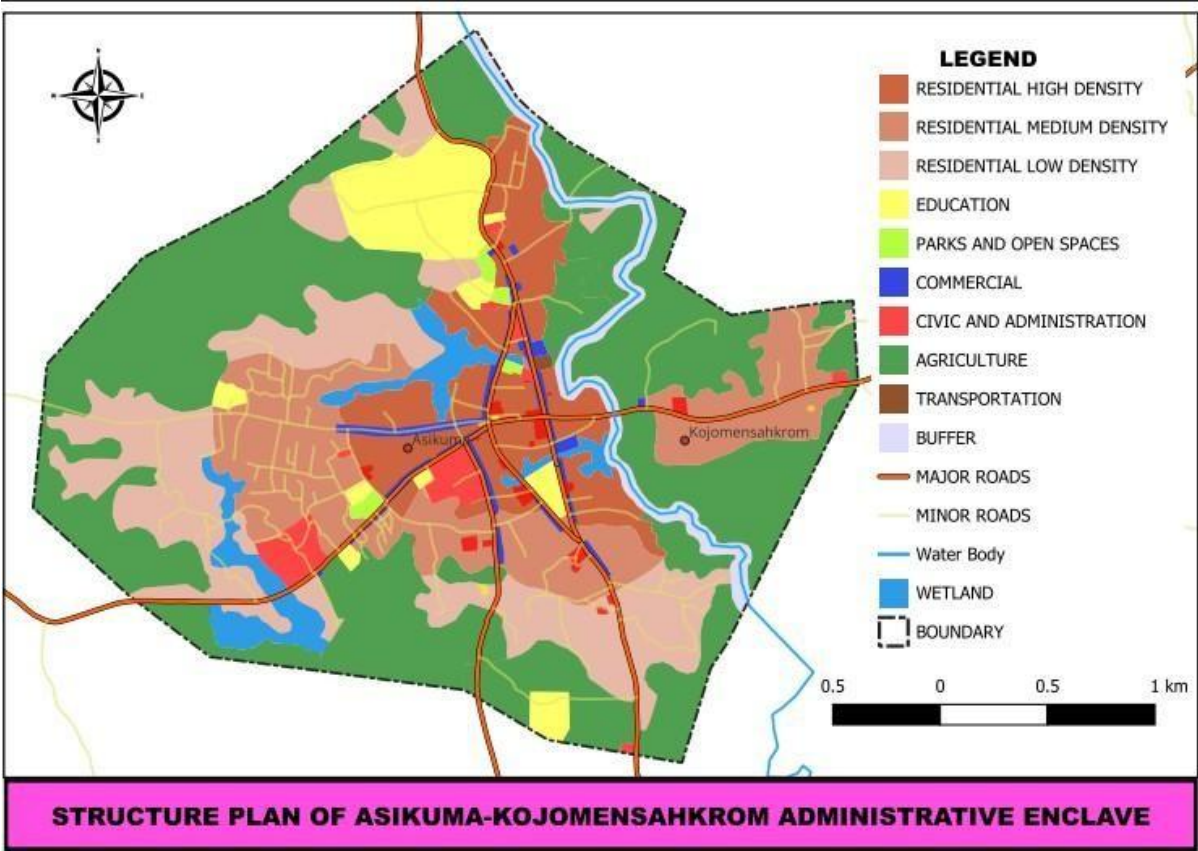 LEGEND
RESIDENTIAL HIGH DENSITY
RESIDENTIAL MEDIUM DENSITY
RESIDENTIAL LOW DENSITY
EDUCATION
PARKS AND OPEN SPACES
COMMERCIAL
CIVIC AND ADMINISTRATION
AGRICULTURE
TRANSPORTATION
BUFFER
MAJOR ROADS
MINOR ROADS
Water Body
WETLAND
BOUNDARY
0.5 0 0.5 1 km
Asikuma
Kojomensahkrom
STRUCTURE PLAN OF ASIKUMA-KOJOMENSAHKROM ADMINISTRATIVE ENCLAVE